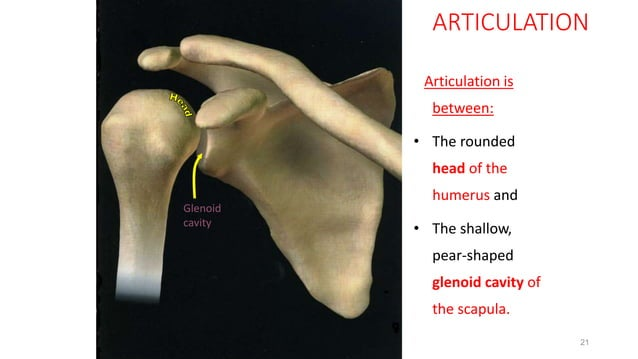 ARTICULATION
Head
Glenoid
cavity
Articulation is
between:
• The rounded
head of the
humerus and
• The shallow,
pear-shaped
glenoid cavity of
the scapula.
21